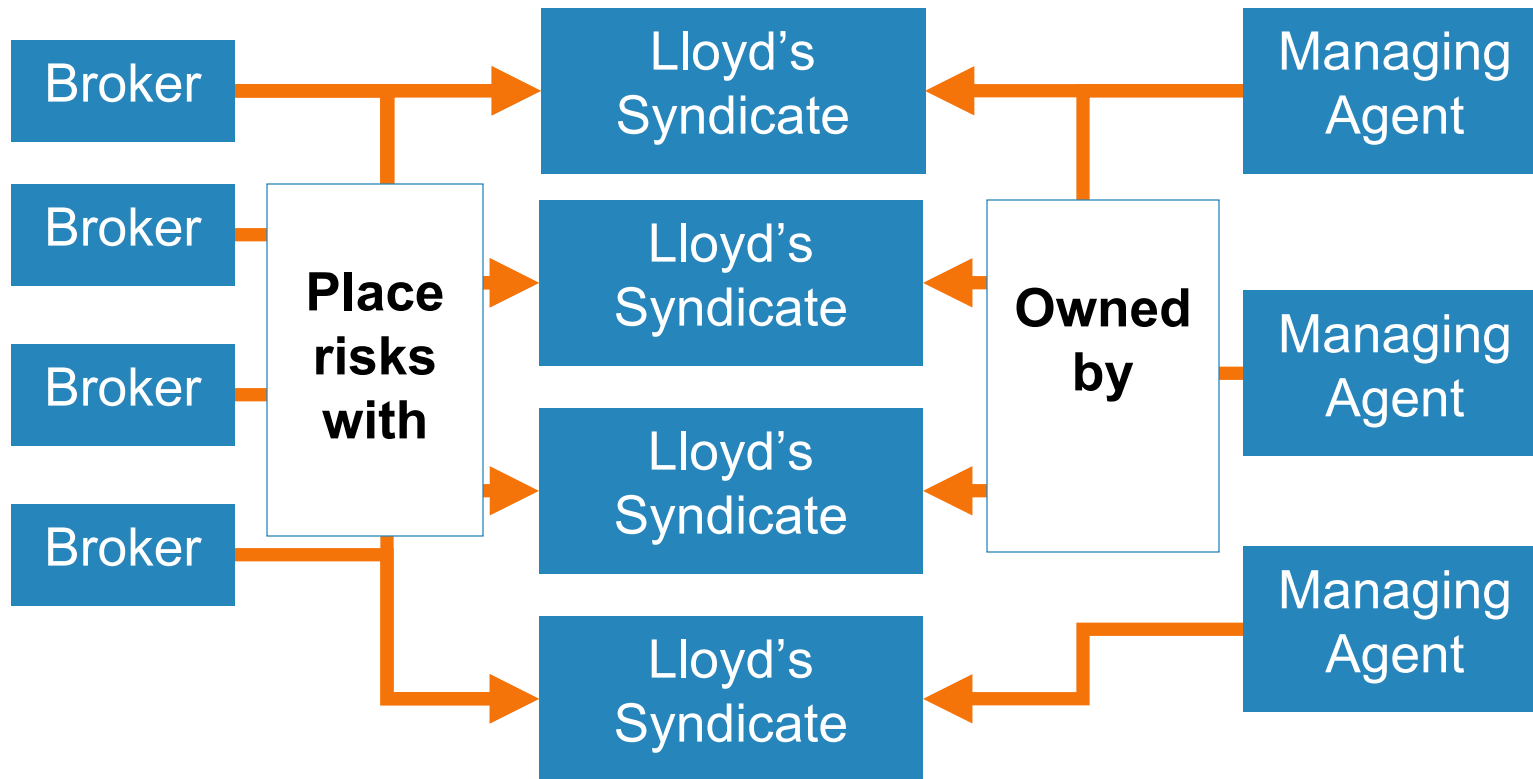 Broker
Broker
Broker
Broker
Place
risks
with
Lloyd’s
Syndicate
Lloyd’s
Syndicate
Lloyd’s
Syndicate
Lloyd’s
Syndicate
Owned
by
Managing
Agent
Managing
Agent
Managing
Agent